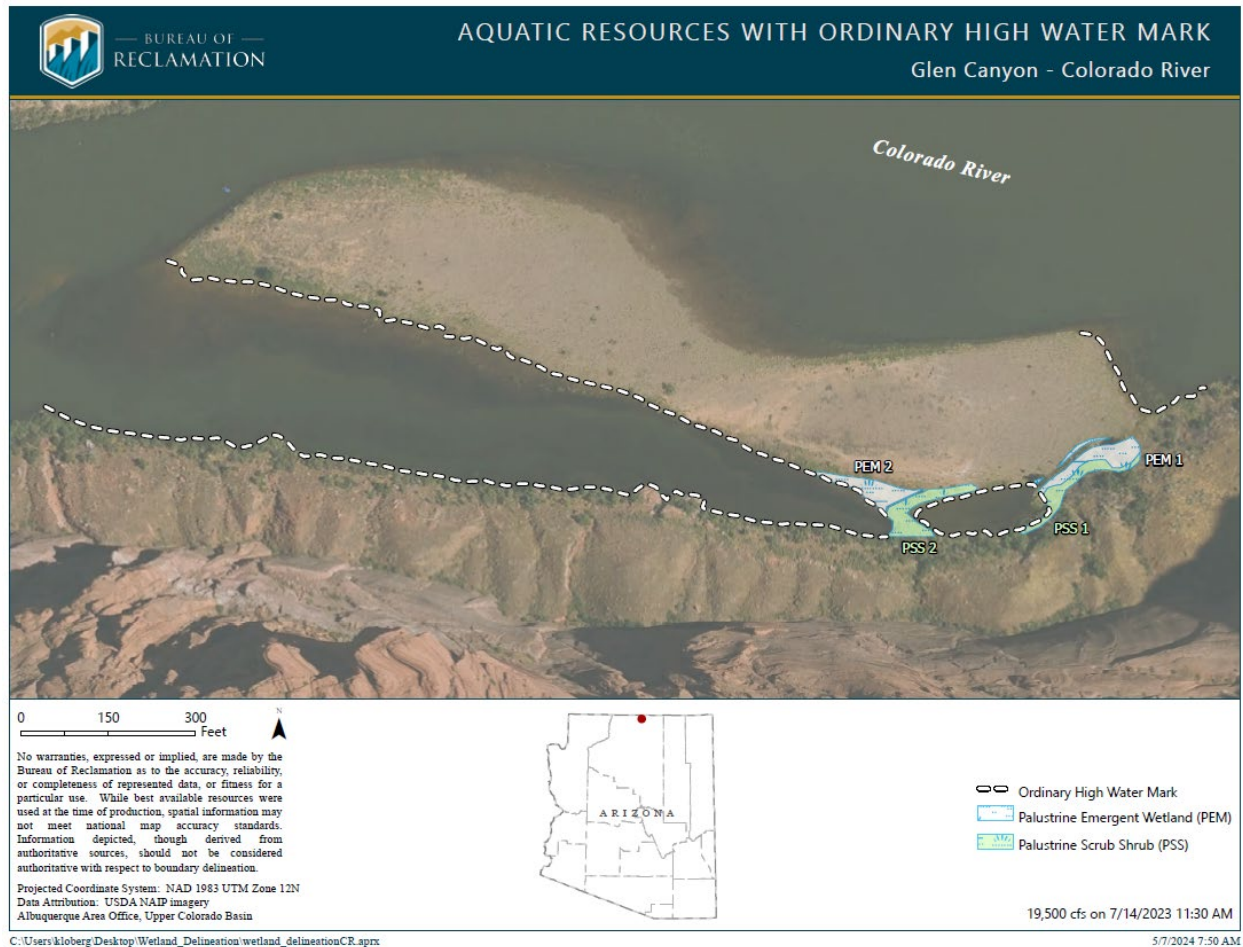 BUREAU OF
RECLAMATION
AQUATIC RESOURCES WITH ORDINARY HIGH WATER MARK
Glen Canyon - Colorado River
Colorado River
PEM 2
PEM 1
PSS 1
PSS 2
0 150 300
Feet
N
No warranties, expressed or implied, are made by the
Bureau of Reclamation as to the accuracy, reliability,
or completeness of represented data, or fitness for a
particular use. While best available resources were
used at the time of production, spatial information may
not meet national map accuracy standards.
Information depicted, though derived from
authoritative sources, should not be considered
authoritative with respect to boundary delineation.
Projected Coordinate System: NAD 1983 UTM Zone 12N
Data Attribution: USDA NAIP imagery
Albuquerque Area Office, Upper Colorado Basin
ARIZONA
Ordinary High Water Mark
Palustrine Emergent Wetland (PEM)
Palustrine Scrub Shrub (PSS)
19,500 cfs on 7/14/2023 11:30 AM
C:\Users\kloberg\Desktop\Wetland_Delineation\wetland_delineationCR.aprx
5/7/2024 7:50 AM